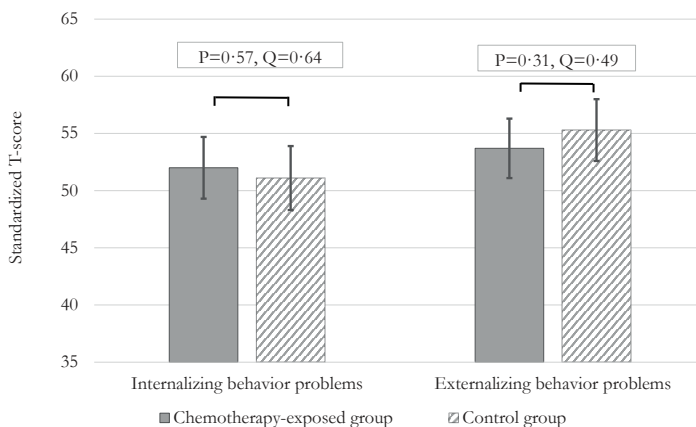 65
P=0·57, Q=0·64
P=0·31, Q=0·49
60
55
50
45
40
35
Standardized T-score
Internalizing behavior problems
Externalizing behavior problems
Chemotherapy-exposed group
Control group